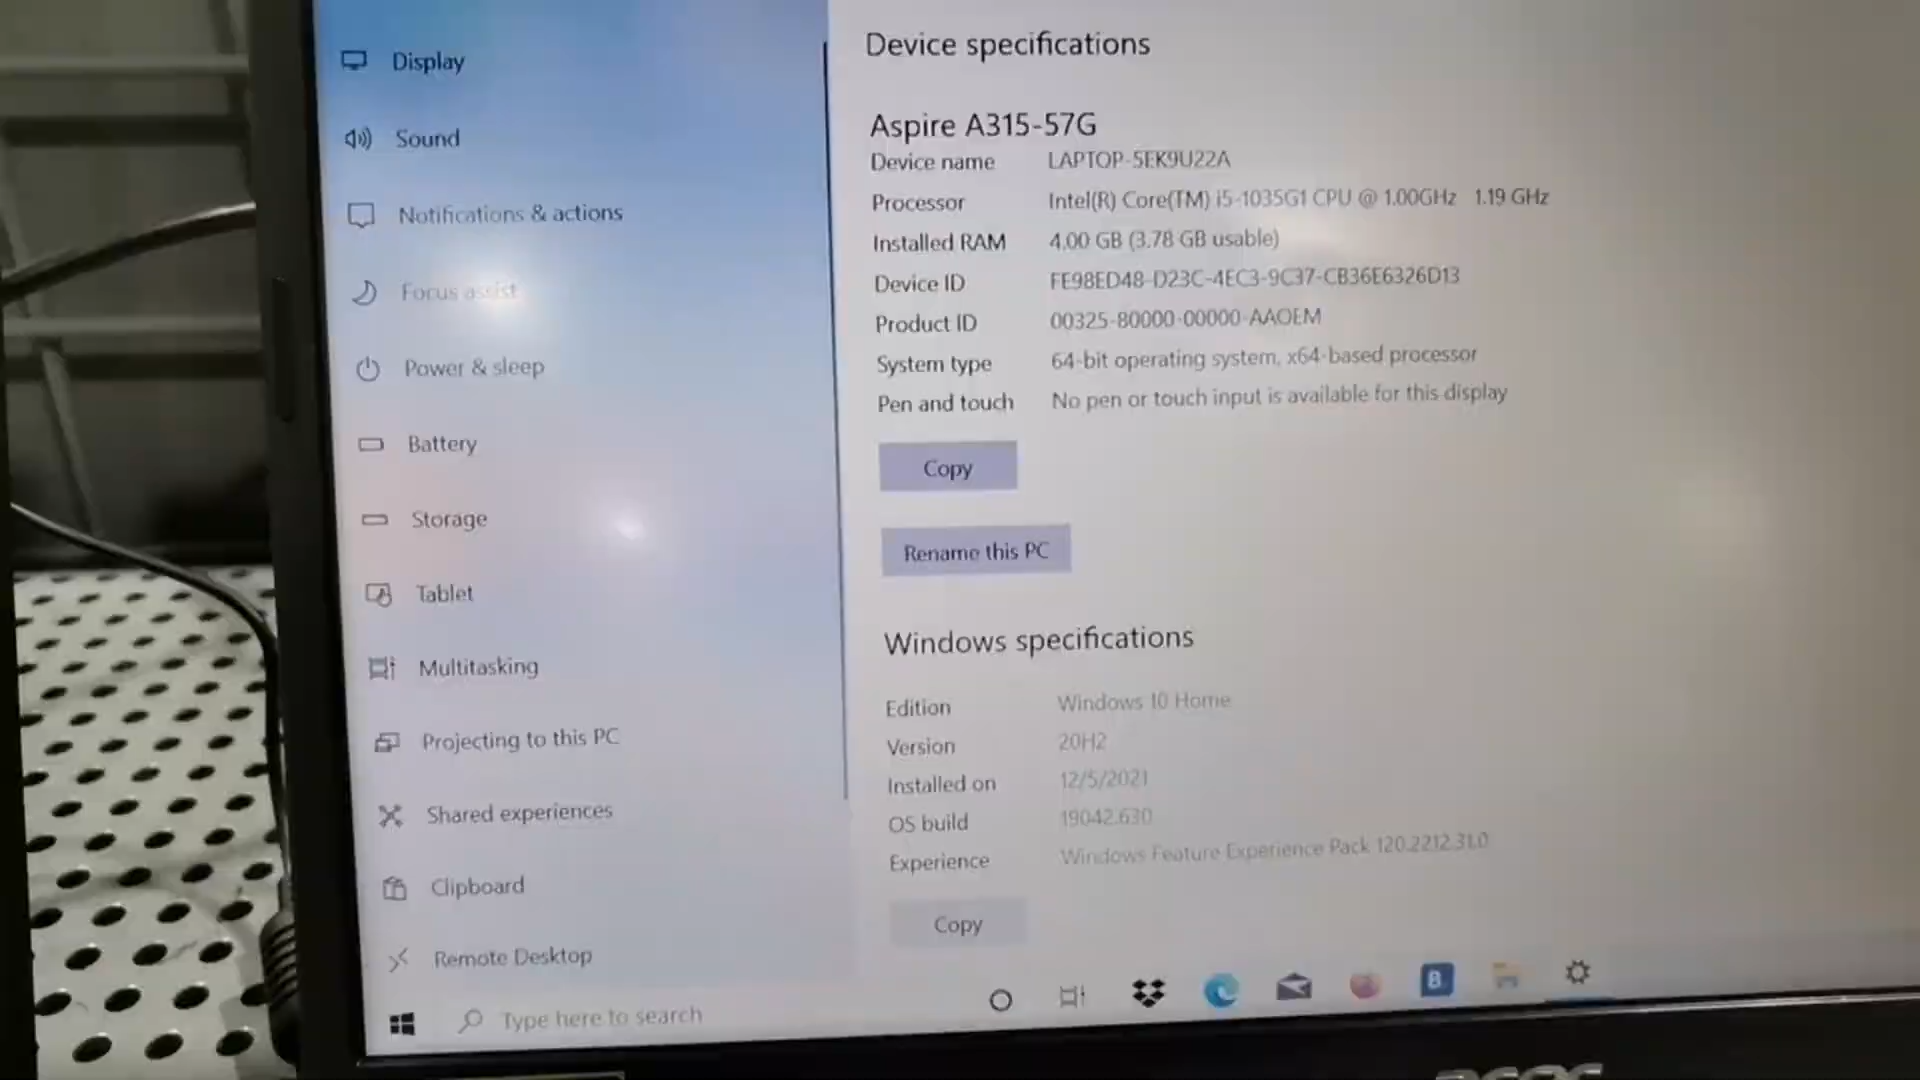 Display
Sound
Notifications & actions
Focus assist
Power & sleep
Battery
Storage
Tablet
Multitasking
Projecting to this PC
Shared experiences
Clipboard
Remote Desktop
Type here to search
Device specifications
Aspire A315-57G
Device name LAPTOP-5EK9U22A
Processor Intel(R) Core(TM) i5-1035G1 CPU @ 1.00GHz 1.19 GHz
Installed RAM 4.00 GB (3.78 GB usable)
Device ID FE98ED48-D23C-4EC3-9C37-CB36E6326D13
Product ID 00325-80000-00000-AAOEM
System type 64-bit operating system, x64-based processor
Pen and touch No pen or touch input is available for this display
Copy
Rename this PC
Windows specifications
Edition Windows 10 Home
Version 20H2
Installed on 12/5/2021
OS build 19042.630
Experience Windows Feature Experience Pack 120.2212.31.0
Copy
B.